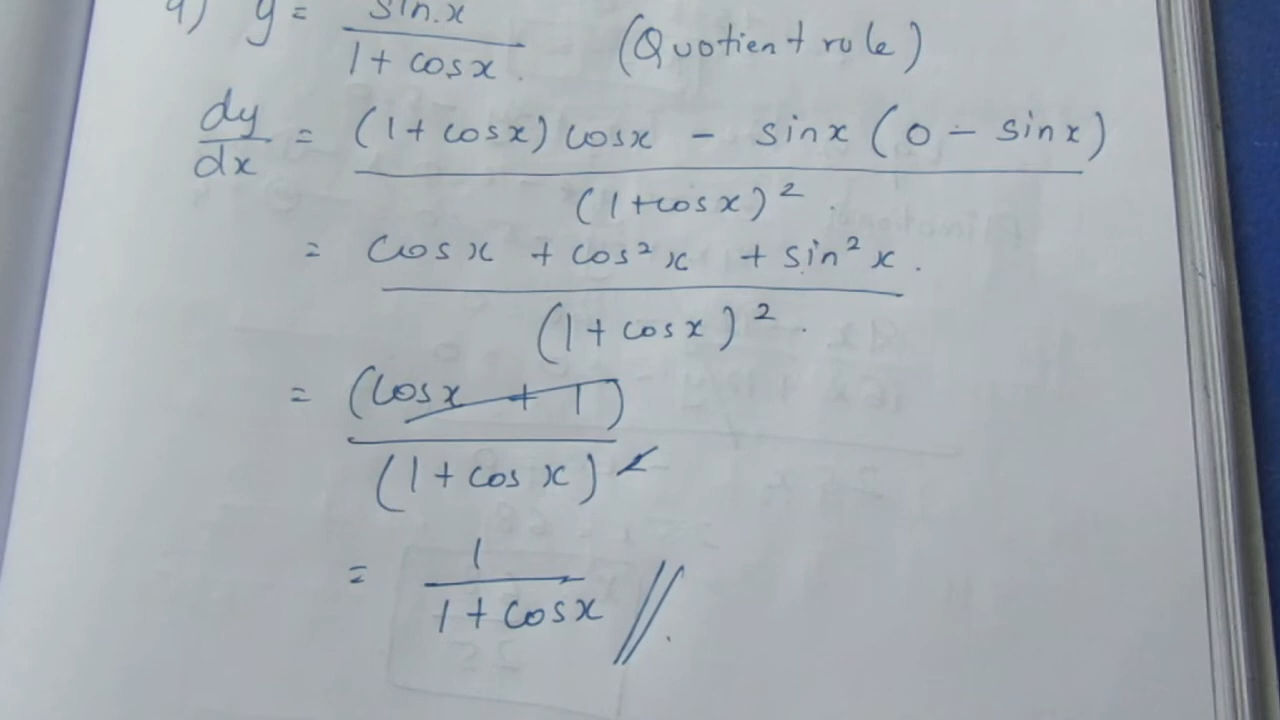 9) y = sin x / 1 + cos x (Quotient rule)
dy/dx = (1 + cos x) cos x - sin x (0 - sin x) / (1 + cos x)²
= cos x + cos² x + sin² x / (1 + cos x)²
= (cos x + 1) / (1 + cos x)²
= 1 / 1 + cos x //